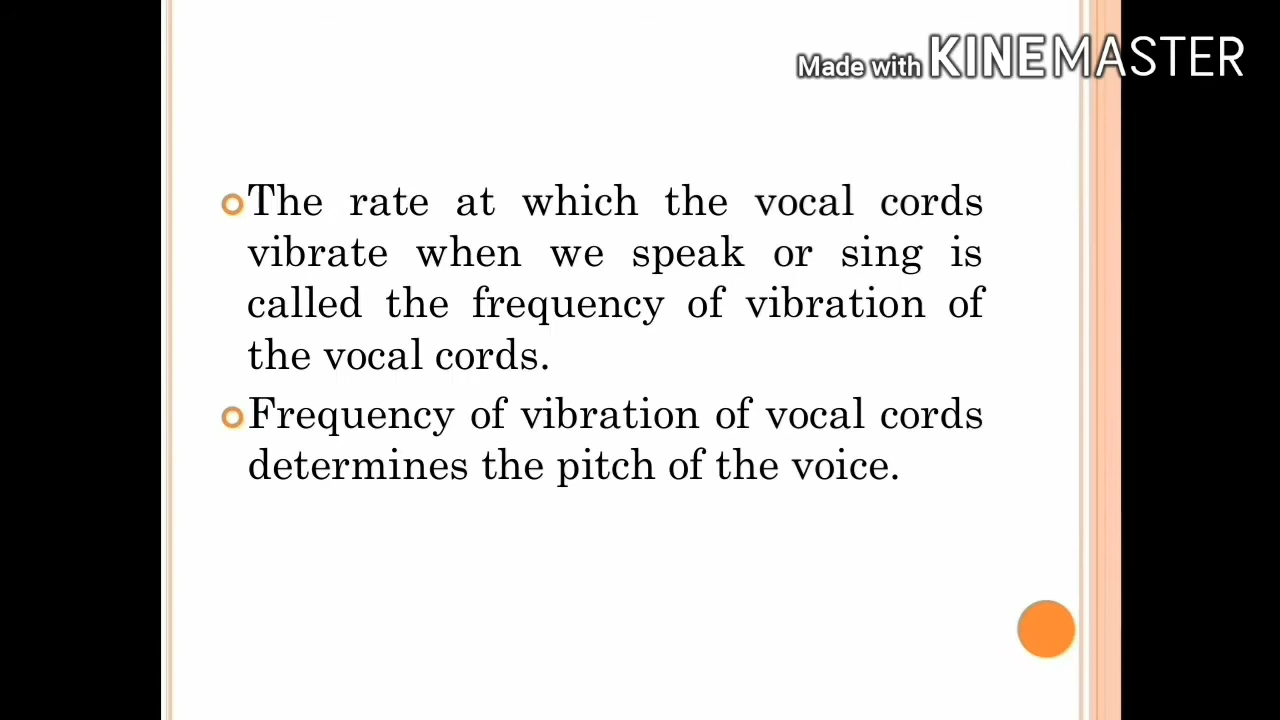 Made with KINEMASTER
The rate at which the vocal cords
vibrate when we speak or sing is
called the frequency of vibration of
the vocal cords.
Frequency of vibration of vocal cords
determines the pitch of the voice.